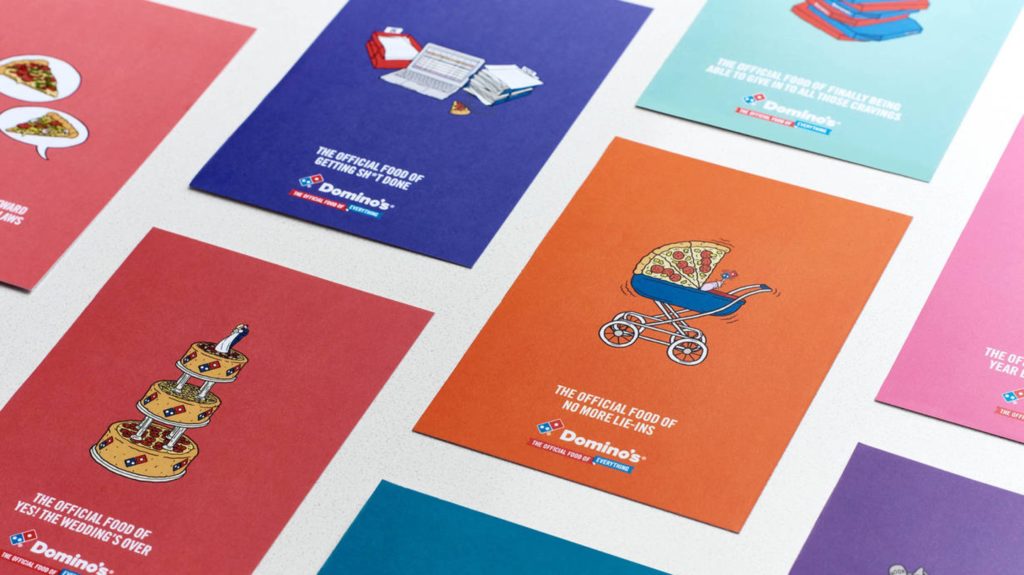 THE OFFICIAL FOOD OF
GETTING SH*T DONE
Domino's
THE OFFICIAL FOOD OF EVERYTHING
THE OFFICIAL FOOD OF FINALLY BEING
ABLE TO GIVE IN TO ALL THOSE CRAVINGS
Domino's
THE OFFICIAL FOOD OF EVERYTHING
THE OFFICIAL FOOD OF
YES! THE WEDDING'S OVER
Domino's
THE OFFICIAL FOOD OF EVERYTHING
THE OFFICIAL FOOD OF
NO MORE LIE-INS
Domino's®
THE OFFICIAL FOOD OF EVERYTHING
THE OF
YEAR